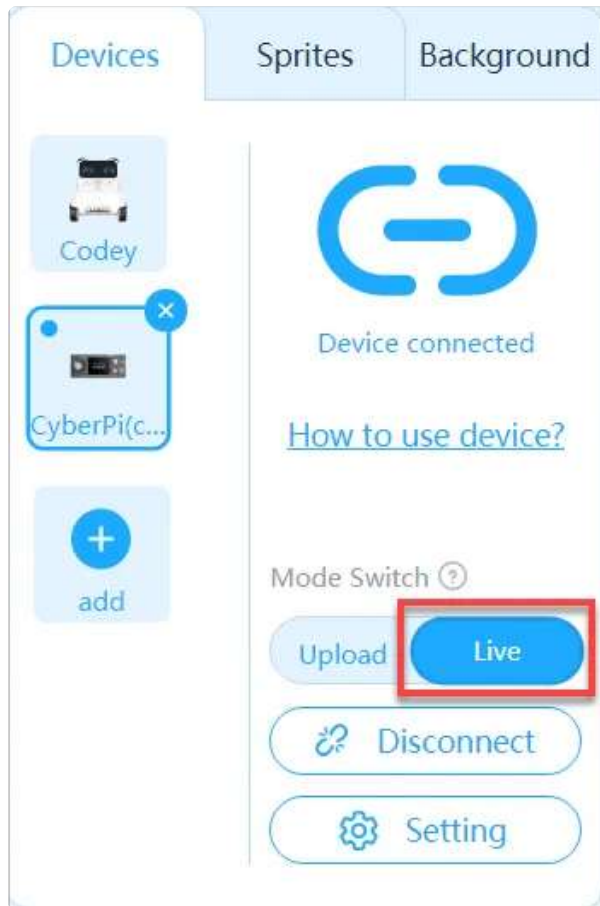 Devices
Sprites
Background
Codey
CyberPi(c...
add
Device connected
How to use device?
Mode Switch ?
Upload
Live
Disconnect
Setting